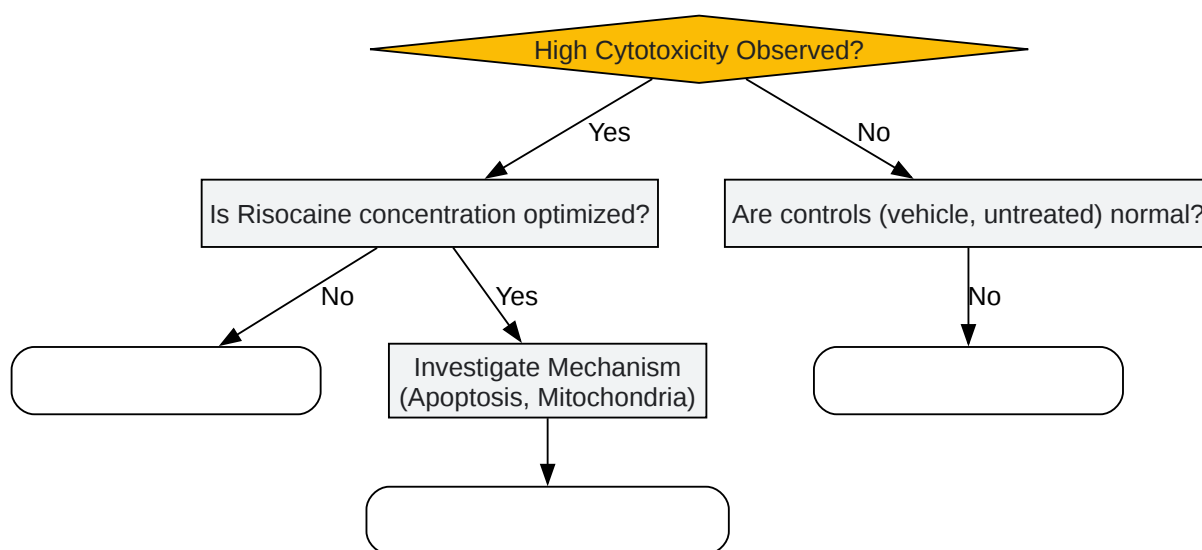 High Cytotoxicity Observed?
Yes
No
Is Risocaine concentration optimized?
Are controls (vehicle, untreated) normal?
No
Yes
No
Investigate Mechanism
(Apoptosis, Mitochondria)